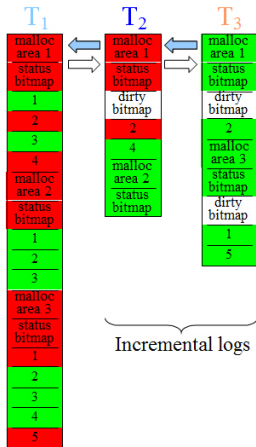 T1
malloc
area 1
status
bitmap
1
2
3
4
malloc
area 2
status
bitmap
1
2
3
malloc
area 3
status
bitmap
1
2
3
4
5
T2
malloc
area 1
status
bitmap
dirty
bitmap
2
4
malloc
area 2
status
bitmap
T3
malloc
area 1
status
bitmap
dirty
bitmap
2
malloc
area 3
status
bitmap
dirty
bitmap
1
5
Incremental logs